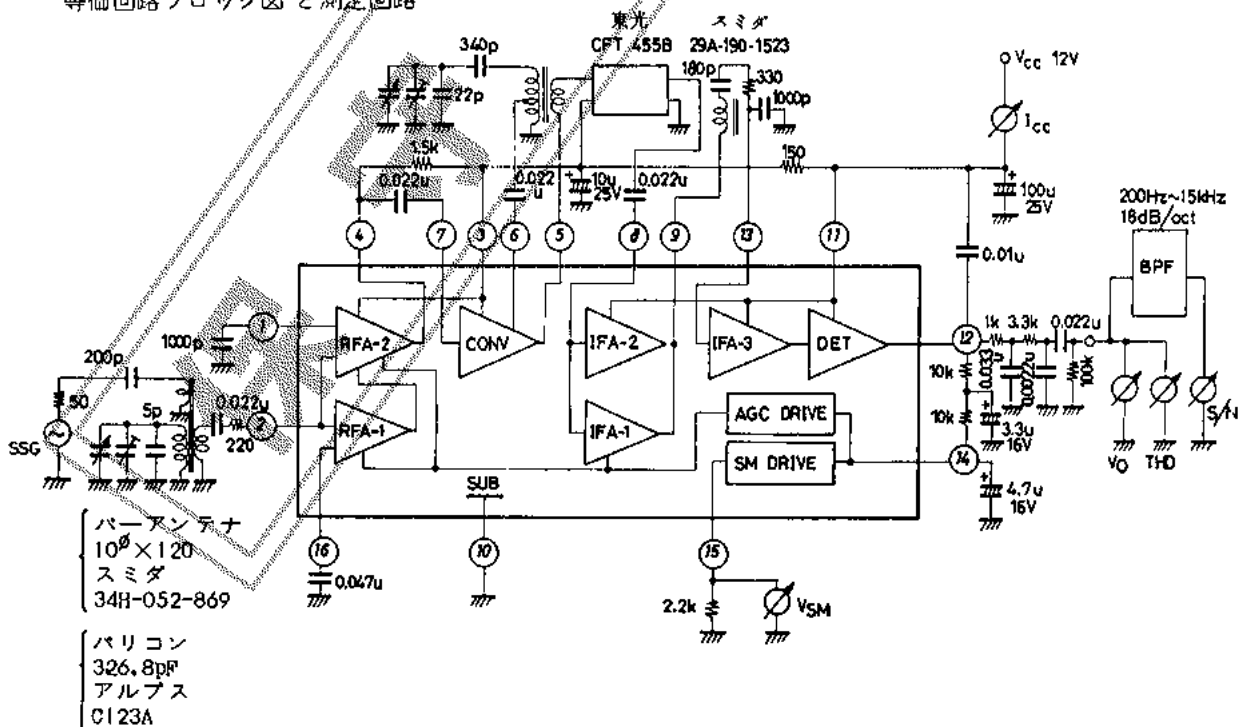 等価回路ブロック図と測定回路
東光
CFT 455B
スミダ
29A-190-1523
340p
22p
180p
330
1000p
VCC 12V
ICC
1.5k
0.022u
0.022u
10u
25V
0.022u
150
100u
25V
200Hz~15kHz
18dB/oct
BPF
4
7
3
6
5
8
9
13
11
0.01u
1
1000p
RFA-2
CONV
IFA-2
IFA-3
DET
12
1k
3.3k
0.022u
10k
0.033u
0.0022u
100k
200p
50
SSG
5p
0.022u
220
2
RFA-1
IFA-1
AGC DRIVE
SM DRIVE
10k
3.3u
16V
14
4.7u
16V
VO
THD
S/N
SUB
16
0.047u
10
15
2.2k
VSM
バーアンテナ
10ø×120
スミダ
34H-052-869
バリコン
326.8pF
アルプス
C123A